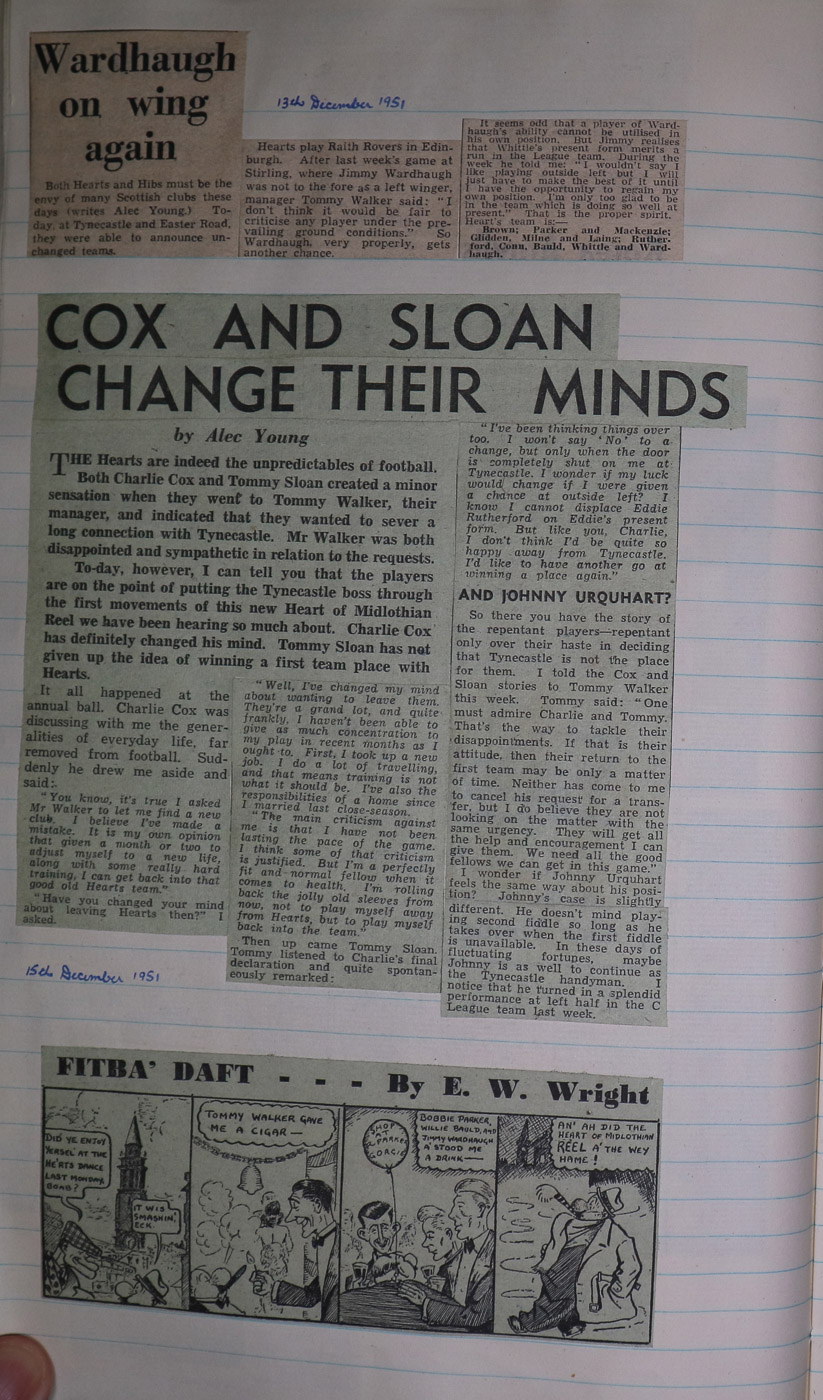 Wardhaugh
on wing
again
13th December 1951
Both Hearts and Hibs must be the
envy of many Scottish clubs these
days (writes Alec Young.) To-
day, at Tynecastle and Easter Road,
they were able to announce un-
changed teams.
Hearts play Raith Rovers in Edin-
burgh. After last week's game at
Stirling, where Jimmy Wardhaugh
was not to the fore as a left winger,
manager Tommy Walker said: "I
don't think it would be fair to
criticise any player under the pre-
vailing ground conditions." So
Wardhaugh, very properly, gets
another chance.
It seems odd that a player of Ward-
haugh's ability cannot be utilised in
his own position. But Jimmy realises
that Whittle's present form merits a
run in the League team. During the
week he told me: "I wouldn't say I
like playing outside left but I will
just have to make the best of it until
I have the opportunity to regain my
own position. I'm only too glad to be
in the team which is doing so well at
present." That is the proper spirit.
Heart's team is:—
Brown; Parker and Mackenzie;
Glidden, Milne and Laing; Ruther-
ford, Conn, Bauld, Whittle and Ward-
haugh.
COX AND SLOAN
CHANGE THEIR MINDS
by Alec Young
THE Hearts are indeed the unpredictables of football.
Both Charlie Cox and Tommy Sloan created a minor
sensation when they went to Tommy Walker, their
manager, and indicated that they wanted to sever a
long connection with Tynecastle. Mr Walker was both
disappointed and sympathetic in relation to the requests.
To-day, however, I can tell you that the players
are on the point of putting the Tynecastle boss through
the first movements of this new Heart of Midlothian
Reel we have been hearing so much about. Charlie Cox
has definitely changed his mind. Tommy Sloan has not
given up the idea of winning a first team place with
Hearts.
It all happened at the
annual ball. Charlie Cox was
discussing with me the gener-
alities of everyday life, far
removed from football. Sud-
denly he drew me aside and
said:
"You know, it's true I asked
Mr Walker to let me find a new
club. I believe I've made a
mistake. It is my own opinion
that given a month or two to
adjust myself to a new life,
along with some really hard
training, I can get back into that
good old Hearts team."
"Have you changed your mind
about leaving Hearts then?" I
asked.
"Well, I've changed my mind
about wanting to leave them.
They're a grand lot, and quite
frankly, I haven't been able to
give as much concentration to
my play in recent months as I
ought to. First, I took up a new
job. I do a lot of travelling,
and that means training is not
what it should be. I've also the
responsibilities of a home since
I married last close-season.
"The main criticism against
me is that I have not been
lasting the pace of the game.
I think some of that criticism
is justified. But I'm a perfectly
fit and normal fellow when it
comes to health. I'm rolling
back the jolly old sleeves from
now, not to play myself away
from Hearts, but to play myself
back into the team."
Then up came Tommy Sloan.
Tommy listened to Charlie's final
declaration and quite spontan-
eously remarked:
"I've been thinking things over
too. I won't say 'No' to a
change, but only when the door
is completely shut on me at
Tynecastle. I wonder if my luck
would change if I were given
a chance at outside left? I
know I cannot displace Eddie
Rutherford on Eddie's present
form. But like you, Charlie,
I don't think I'd be quite so
happy away from Tynecastle.
I'd like to have another go at
winning a place again."
AND JOHNNY URQUHART?
So there you have the story of
the repentant players—repentant
only over their haste in deciding
that Tynecastle is not the place
for them. I told the Cox and
Sloan stories to Tommy Walker
this week. Tommy said: "One
must admire Charlie and Tommy.
That's the way to tackle their
disappointments. If that is their
attitude, then their return to the
first team may be only a matter
of time. Neither has come to me
to cancel his request for a trans-
fer, but I do believe they are not
looking on the matter with the
same urgency. They will get all
the help and encouragement I can
give them. We need all the good
fellows we can get in this game."
I wonder if Johnny Urquhart
feels the same way about his posi-
tion? Johnny's case is slightly
different. He doesn't mind play-
ing second fiddle so long as he
takes over when the first fiddle
is unavailable. In these days of
fluctuating fortunes, maybe
Johnny is as well to continue as
the Tynecastle handyman. I
notice that he turned in a splendid
performance at left half in the C
League team last week.
15th December 1951
FITBA' DAFT - - - By E. W. Wright
DID YE ENJOY
YERSEL' AT THE
HE'RTS DANCE
LAST MONDAY,
IT WIS
SMASHIN'
ECK
TOMMY WALKER GAVE
ME A CIGAR—
SHOP
AT
PARKER
GORGIE
BOBBIE PARKER,
WILLIE BAULD, AND
JIMMY WARDHAUGH
A' STOOD ME
A DRINK—
AN' AH DID THE
HEART OF MIDLOTHIAN
REEL A' THE WEY
HAME!